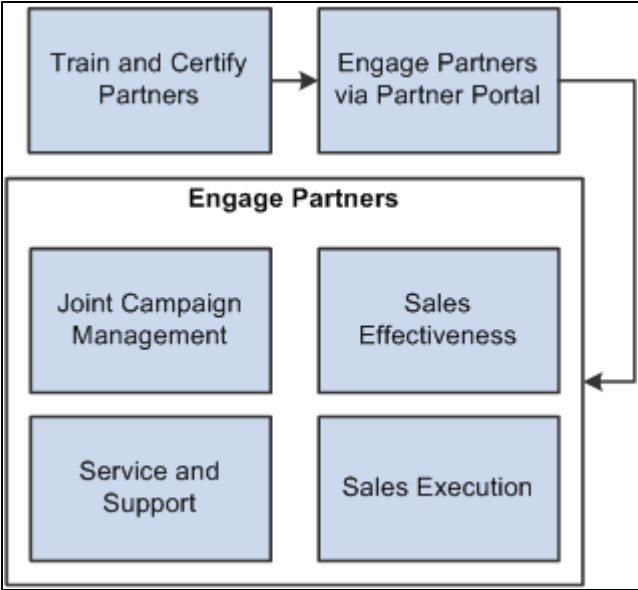 Train and Certify
Partners
Engage Partners
via Partner Portal
Engage Partners
Joint Campaign
Management
Sales
Effectiveness
Service and
Support
Sales Execution